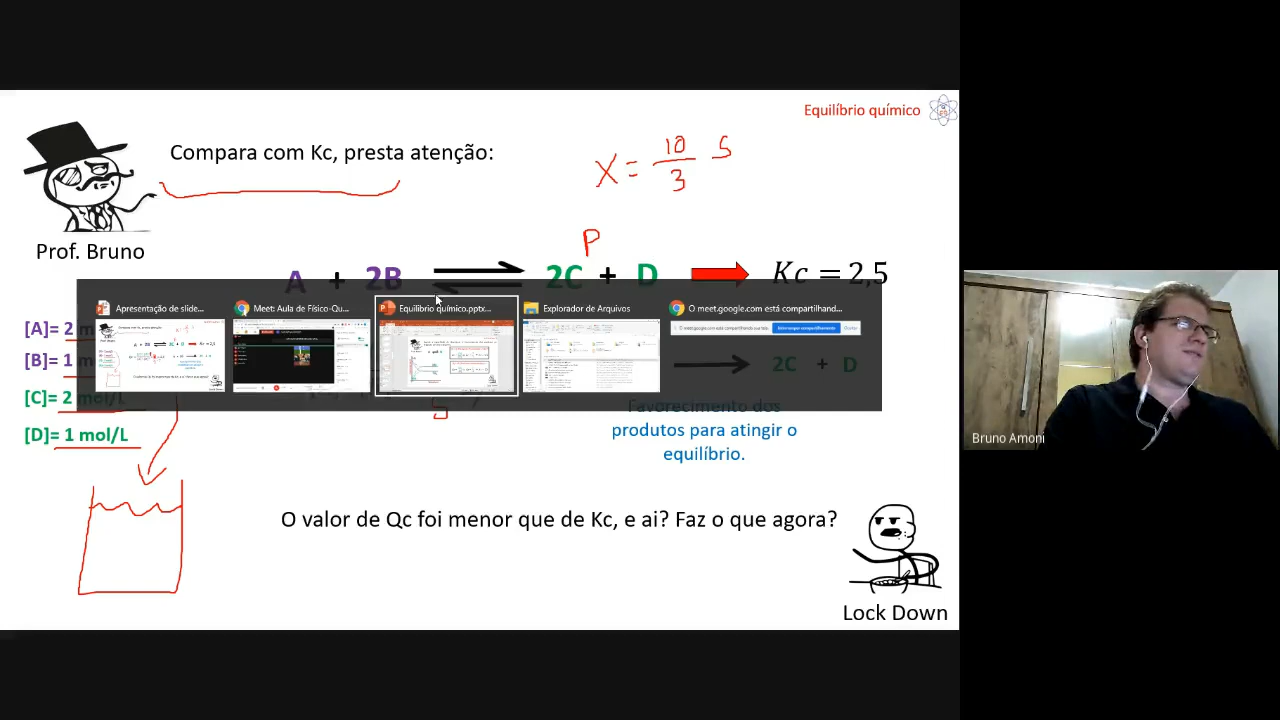 Equilíbrio químico
Compara com Kc, presta atenção:
X = 10/3 S
Prof. Bruno
P
A + 2B ⇌ 2C + D Kc = 2,5
Apresentação de slide...
Meet: Aula de Físico-Qu...
Equilíbrio químico.pptx...
Explorador de Arquivos
O meet.google.com está compartilhand...
[A]= 2 m
[B]= 1 m
2C + D
[C]= 2 mol/L
5
Favorecimento dos
[D]= 1 mol/L
produtos para atingir o
equilíbrio.
Bruno Amoni
O valor de Qc foi menor que de Kc, e ai? Faz o que agora?
Lock Down